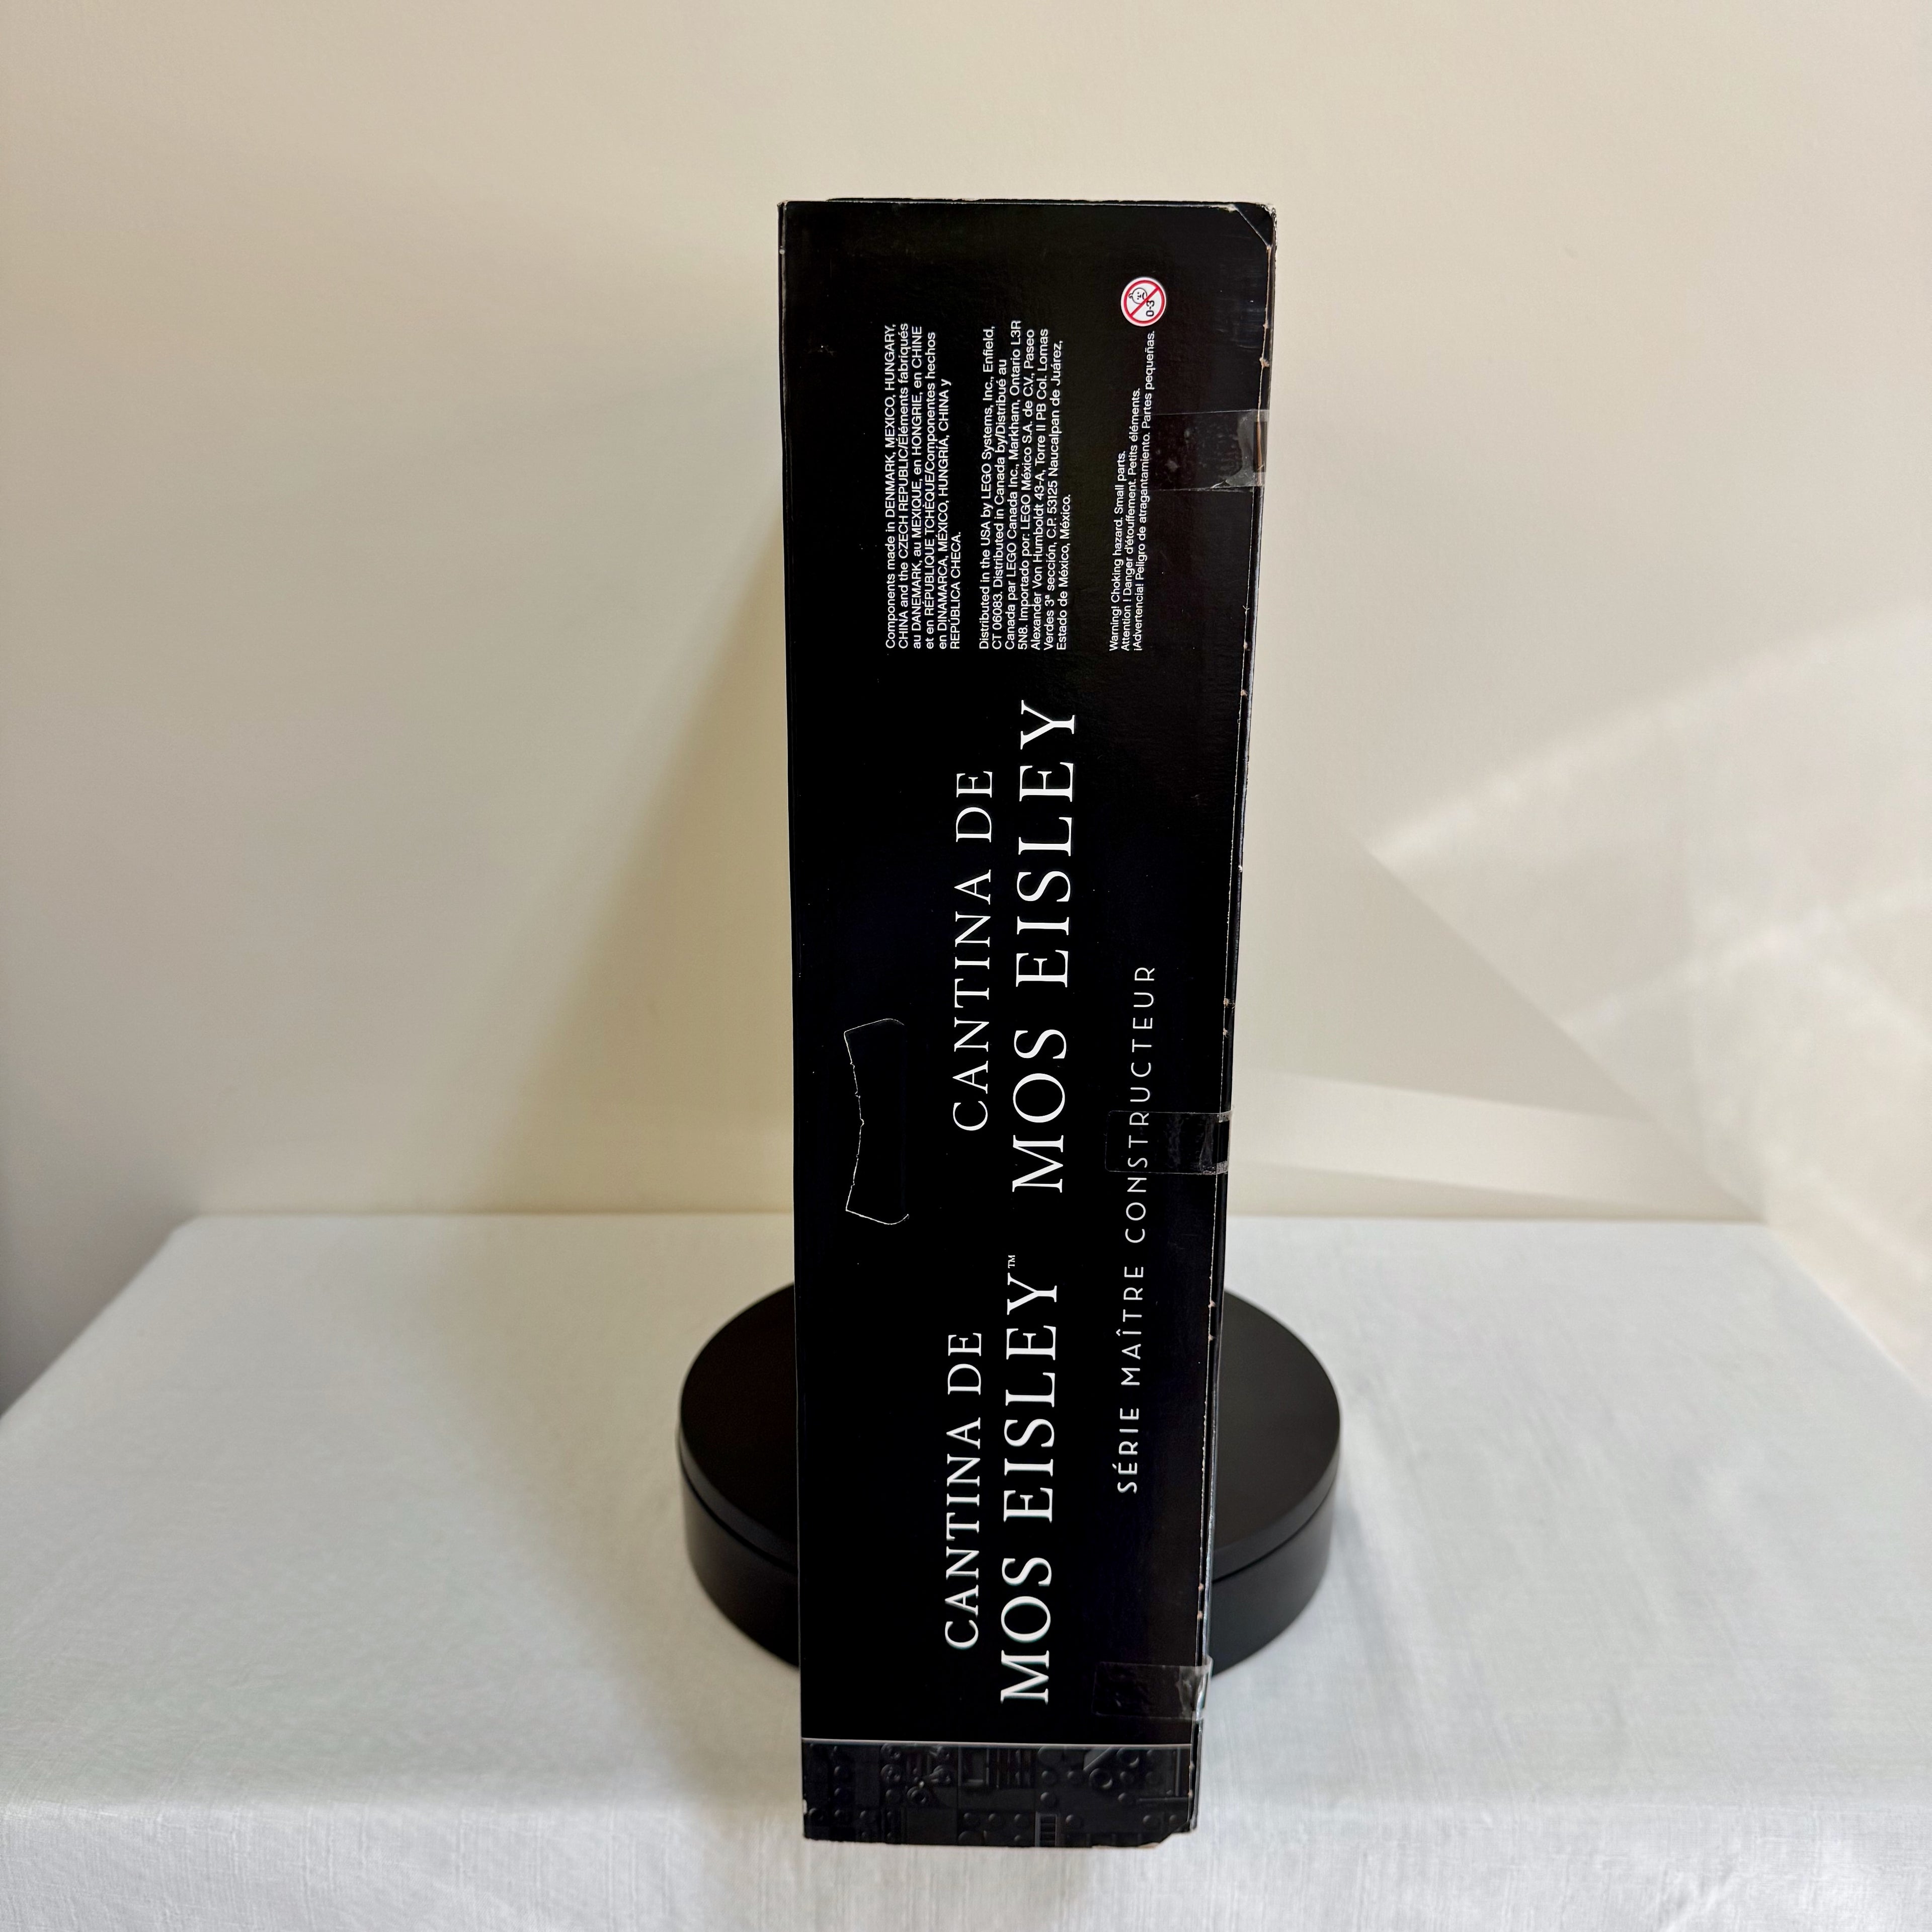 CANTINA DE
MOS EISLEY™
CANTINA DE
MOS EISLEY
SÉRIE MAÎTRE CONSTRUCTEUR
Components made in DENMARK, MEXICO, HUNGARY,
CHINA and the CZECH REPUBLIC/Éléments fabriqués
au DANEMARK, au MEXIQUE, en HONGRIE, en CHINE
et en RÉPUBLIQUE TCHÈQUE/Componentes hechos
en DINAMARCA, MÉXICO, HUNGRÍA, CHINA y
REPÚBLICA CHECA.
Distributed in the USA by LEGO Systems, Inc., Enfield,
CT 06083. Distributed in Canada by/Distribué au
Canada par LEGO Canada Inc., Markham, Ontario L3R
5N8. Importado por: LEGO México S.A. de C.V., Paseo
Alexander Von Humboldt 43-A, Torre II PB Col. Lomas
Verdes 3ª sección, C.P. 53125 Naucalpan de Juárez,
Estado de México, México.
Warning! Choking hazard. Small parts.
Attention ! Danger d'étouffement. Petits éléments.
¡Advertencia! Peligro de atragantamiento. Partes pequeñas.
0-3